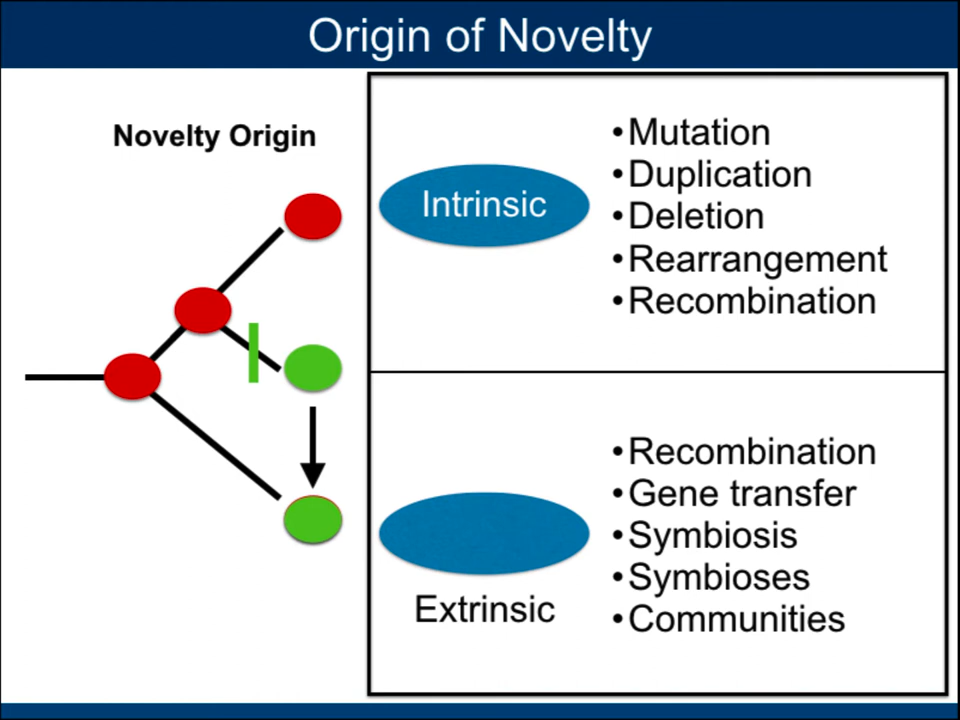 Origin of Novelty
Novelty Origin
Intrinsic
•Mutation
•Duplication
•Deletion
•Rearrangement
•Recombination
Extrinsic
•Recombination
•Gene transfer
•Symbiosis
•Symbioses
•Communities